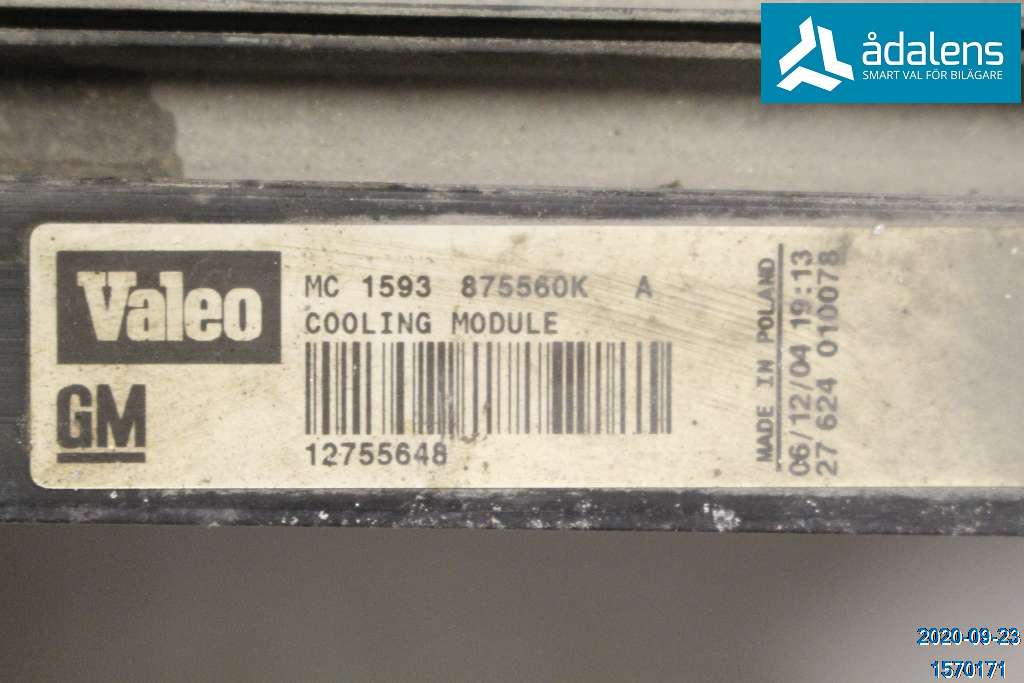 ådalens
SMART VAL FÖR BILÄGARE
Valeo
GM
MC 1593 875560K A
COOLING MODULE
12755648
MADE IN POLAND
06/12/04 19:13
27 624 0100078
2020-09-23
1570171